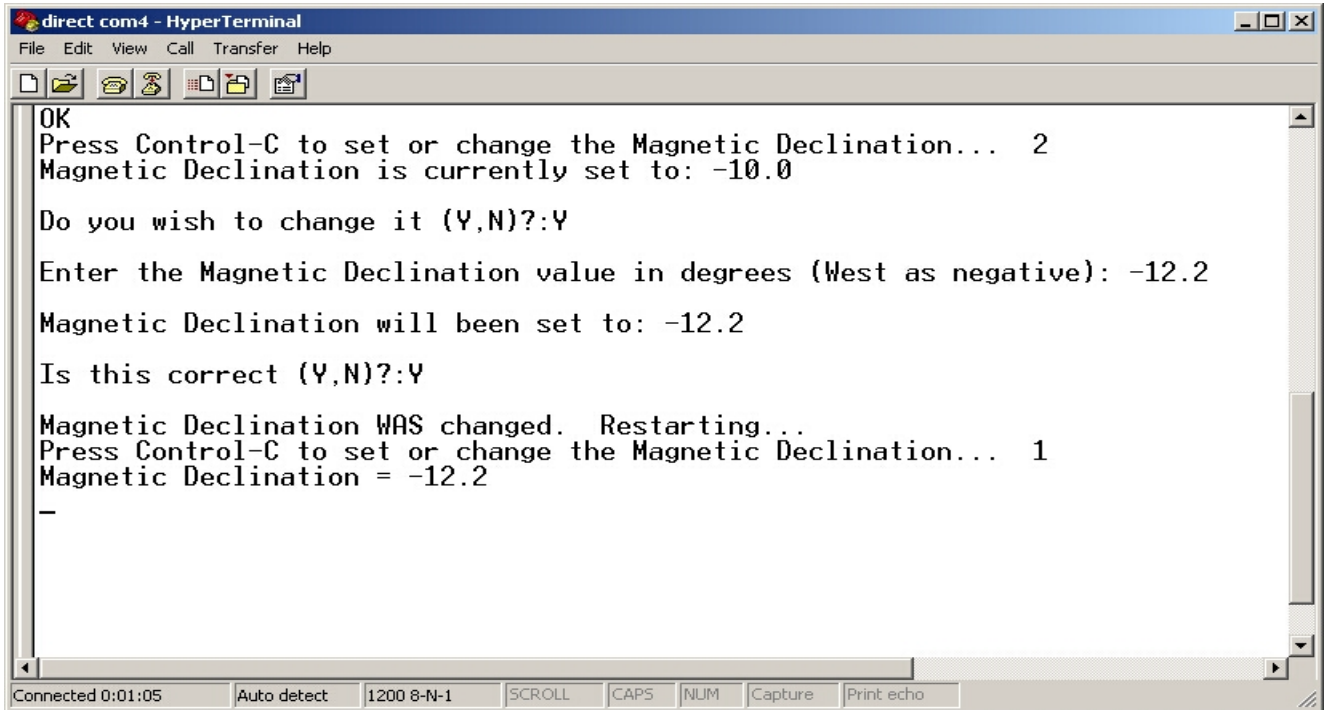 direct com4 - HyperTerminal
File Edit View Call Transfer Help
OK
Press Control-C to set or change the Magnetic Declination... 2
Magnetic Declination is currently set to: -10.0
Do you wish to change it (Y,N)?:Y
Enter the Magnetic Declination value in degrees (West as negative): -12.2
Magnetic Declination will been set to: -12.2
Is this correct (Y,N)?:Y
Magnetic Declination WAS changed. Restarting...
Press Control-C to set or change the Magnetic Declination... 1
Magnetic Declination = -12.2
Connected 0:01:05 Auto detect 1200 8-N-1 SCROLL CAPS NUM Capture Print echo